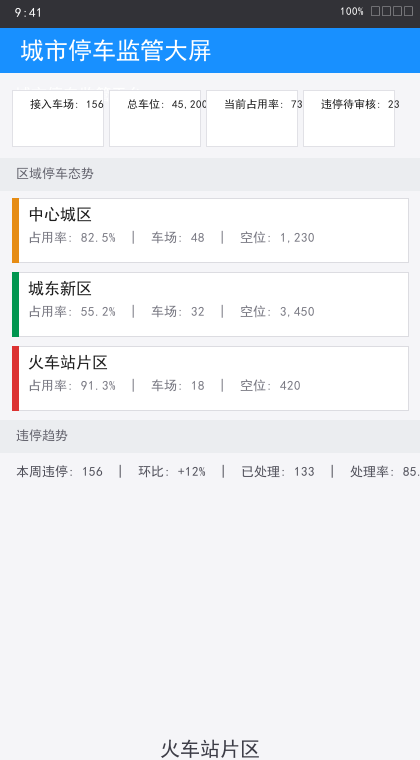 9:41
100%
城市停车监管大屏
接入车场: 156
总车位: 45,200
当前占用率: 73
违停待审核: 23
区域停车态势
中心城区
占用率: 82.5% | 车场: 48 | 空位: 1,230
城东新区
占用率: 55.2% | 车场: 32 | 空位: 3,450
火车站片区
占用率: 91.3% | 车场: 18 | 空位: 420
违停趋势
本周违停: 156 | 环比: +12% | 已处理: 133 | 处理率: 85.
火车站片区